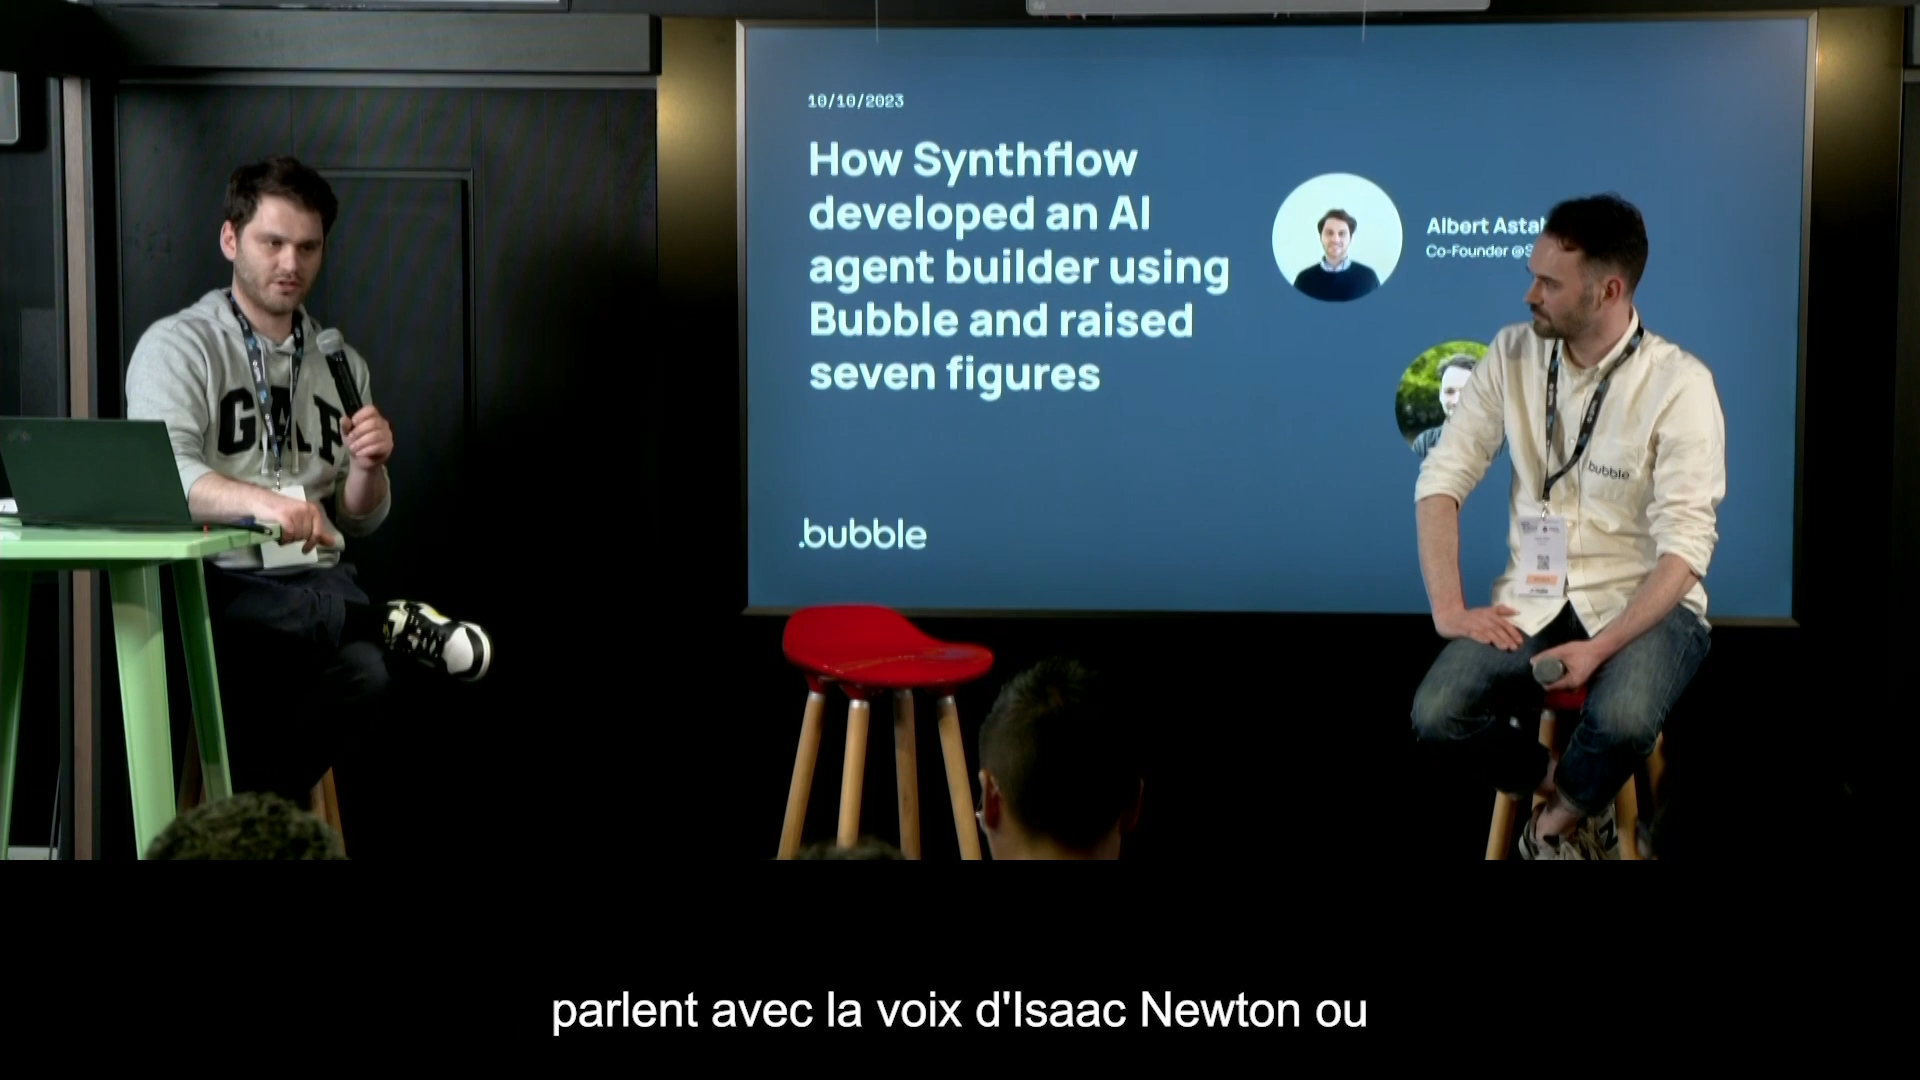 10/10/2023
How Synthflow
developed an AI
agent builder using
Bubble and raised
seven figures
Albert
Co-Founder
.bubble
GAP
.bubble
parlent avec la voix d'Isaac Newton ou